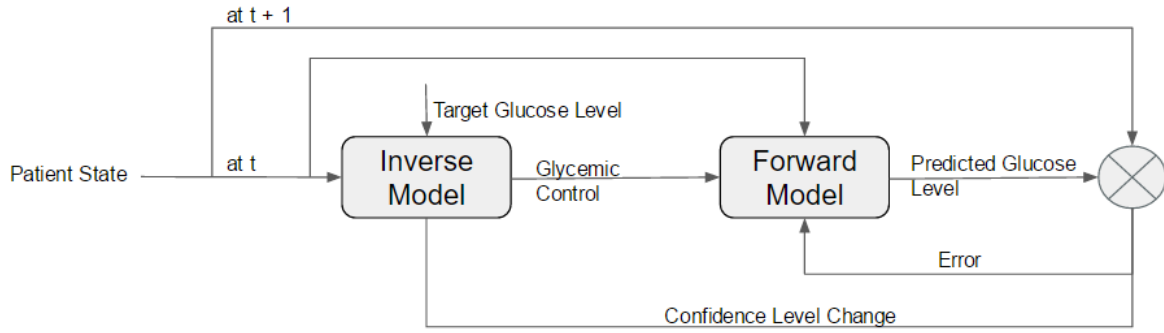 at t + 1
Target Glucose Level
Patient State
at t
Inverse
Model
Glycemic
Control
Forward
Model
Predicted Glucose
Level
Error
Confidence Level Change